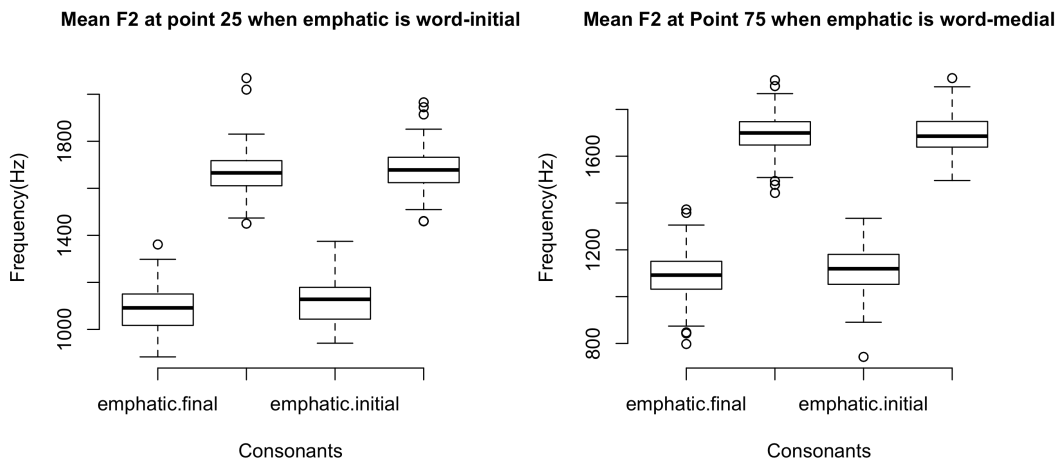 Mean F2 at point 25 when emphatic is word-initial
Frequency(Hz)
1800
1400
1000
emphatic.final
emphatic.initial
Consonants
Mean F2 at Point 75 when emphatic is word-medial
Frequency(Hz)
1600
1200
800
emphatic.final
emphatic.initial
Consonants